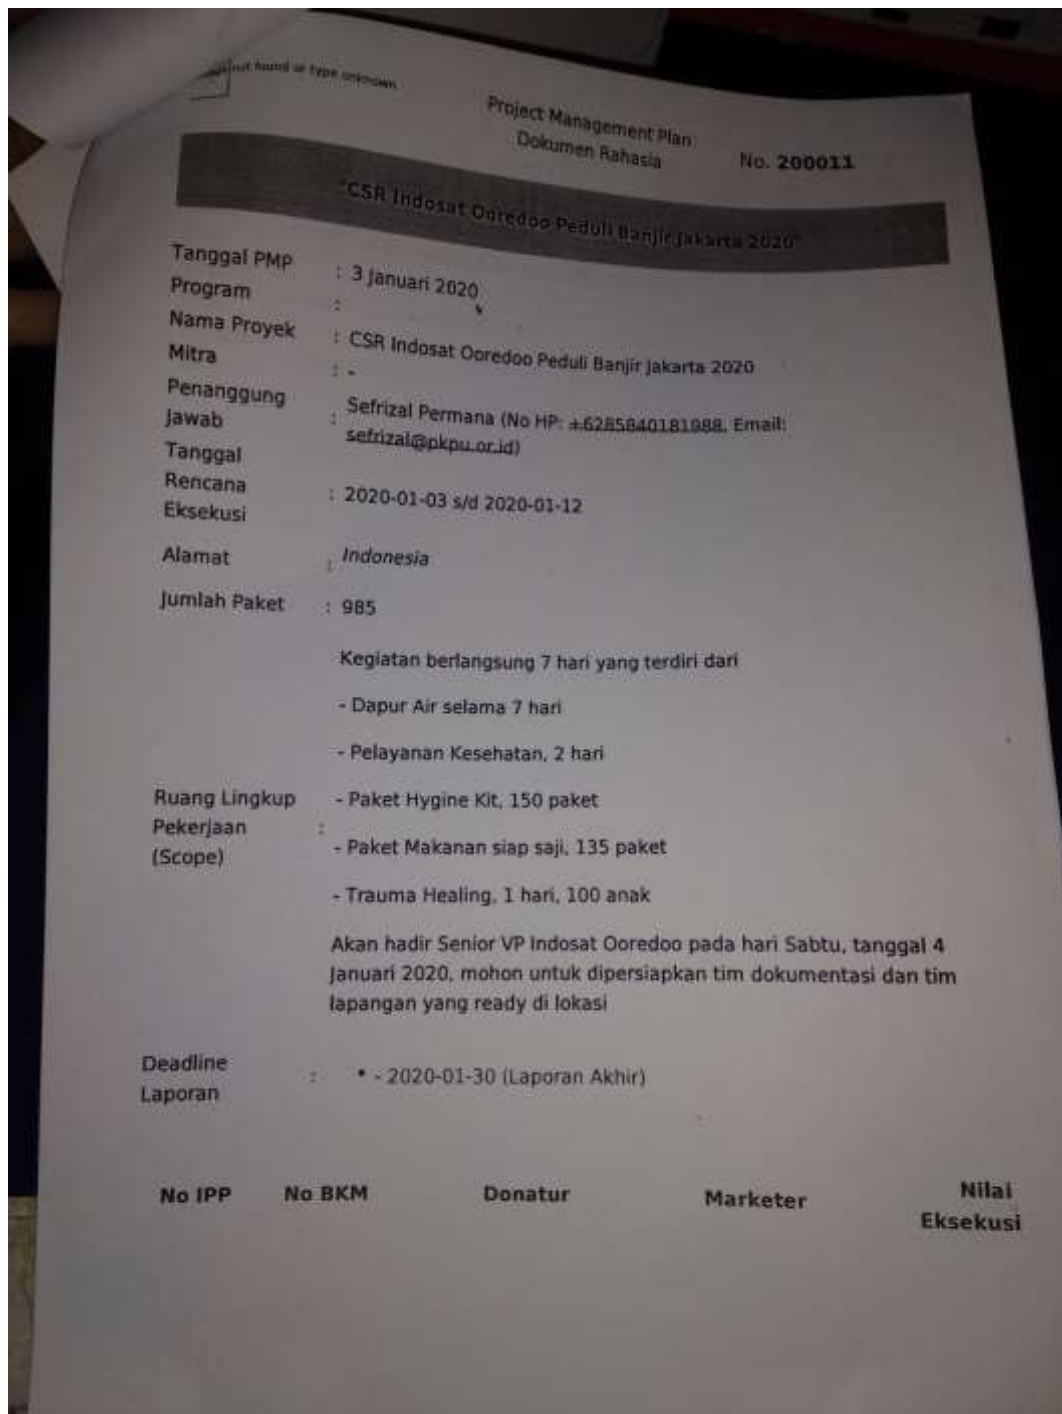 not found or type unknown
Project Management Plan
Dokumen Rahasia
No. 200011
"CSR Indosat Ooredoo Peduli Banjir Jakarta 2020"
Tanggal PMP : 3 Januari 2020
Program :
Nama Proyek : CSR Indosat Ooredoo Peduli Banjir Jakarta 2020
Mitra : -
Penanggung Jawab : Sefrizal Permana (No HP: +6285840181988, Email:
sefrizal@pkpu.or.id)
Tanggal
Rencana
Eksekusi : 2020-01-03 s/d 2020-01-12
Alamat : Indonesia
Jumlah Paket : 985
Kegiatan berlangsung 7 hari yang terdiri dari
- Dapur Air selama 7 hari
- Pelayanan Kesehatan, 2 hari
Ruang Lingkup
Pekerjaan
(Scope) :
- Paket Hygine Kit, 150 paket
- Paket Makanan siap saji, 135 paket
- Trauma Healing, 1 hari, 100 anak
Akan hadir Senior VP Indosat Ooredoo pada hari Sabtu, tanggal 4
Januari 2020, mohon untuk dipersiapkan tim dokumentasi dan tim
lapangan yang ready di lokasi
Deadline
Laporan : • - 2020-01-30 (Laporan Akhir)
No IPP No BKM Donatur Marketer Nilai
Eksekusi